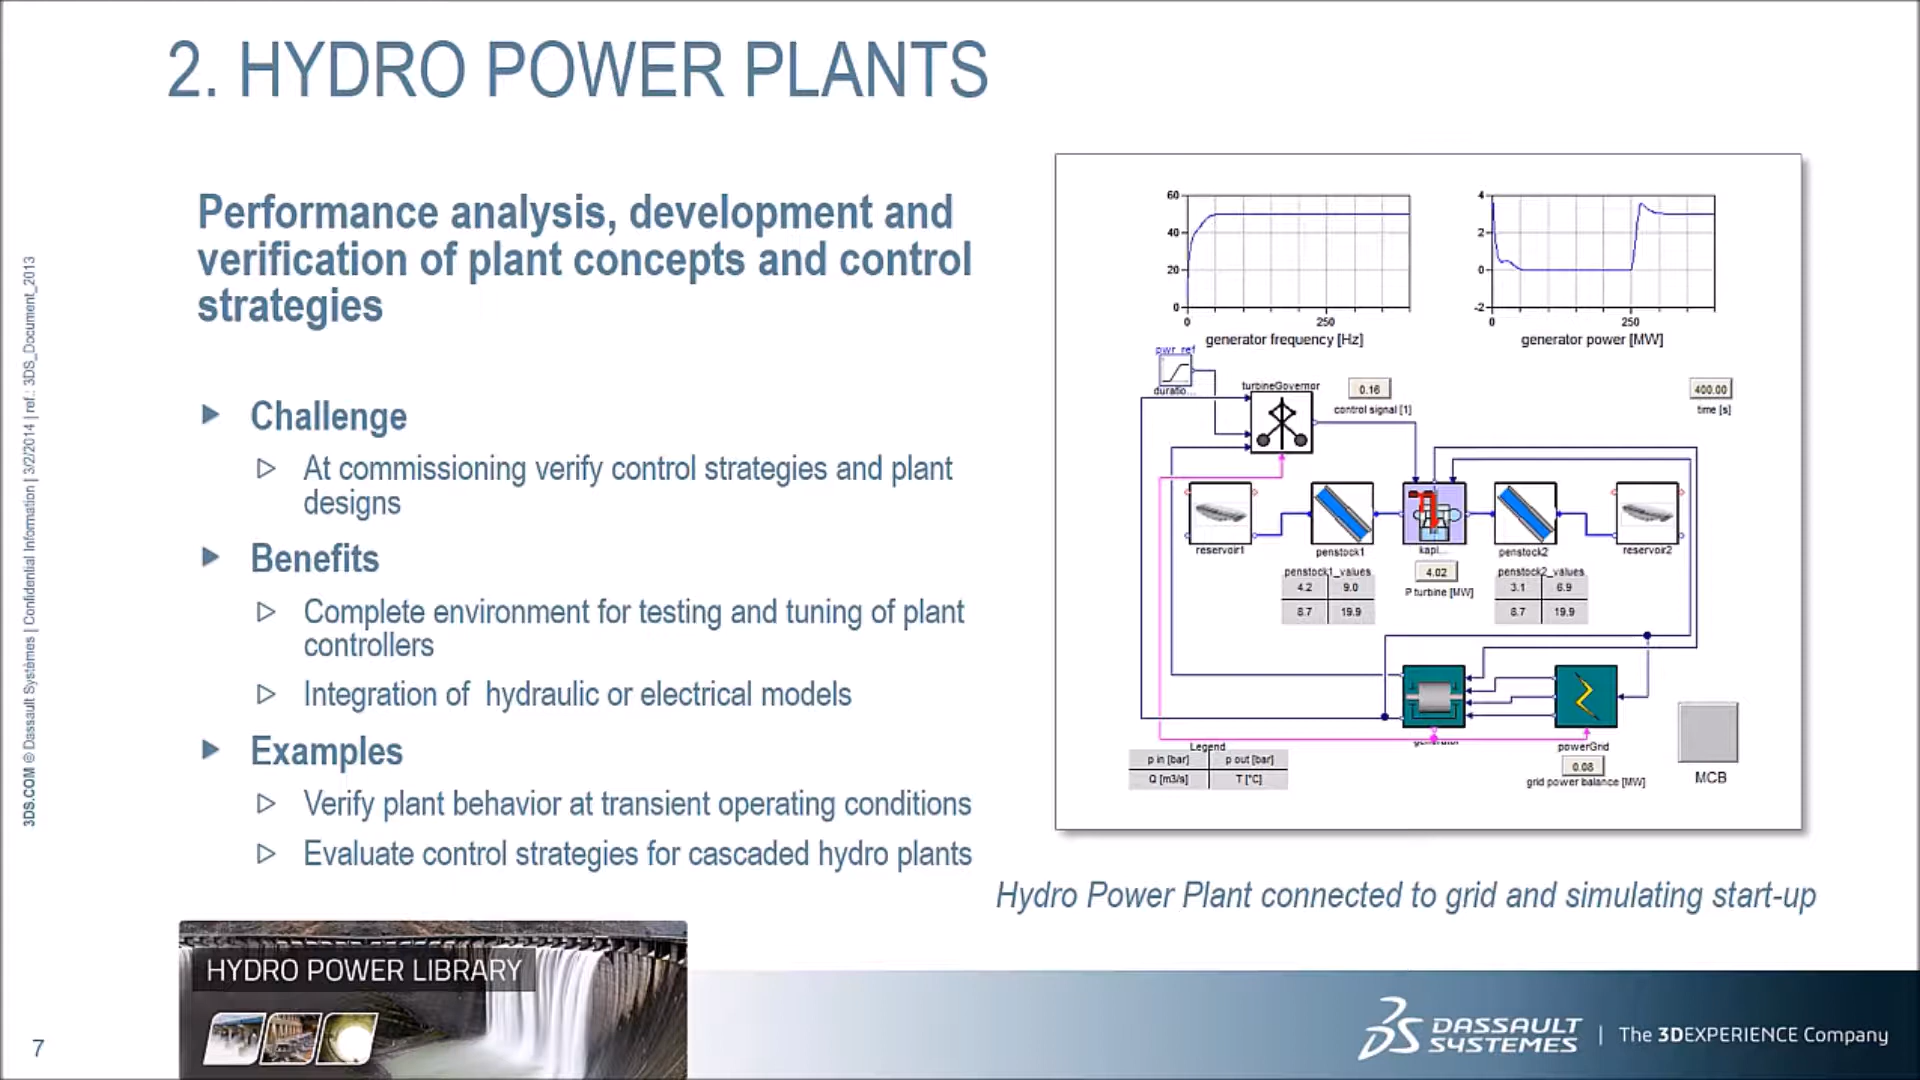 2. HYDRO POWER PLANTS
Performance analysis, development and
verification of plant concepts and control
strategies
Challenge
At commissioning verify control strategies and plant
designs
Benefits
Complete environment for testing and tuning of plant
controllers
Integration of hydraulic or electrical models
Examples
Verify plant behavior at transient operating conditions
Evaluate control strategies for cascaded hydro plants
60
40
20
0
0
250
generator frequency [Hz]
4
2
0
-2
0
250
generator power [MW]
pwr_ref
duratio...
turbineGovernor
0.16
control signal [1]
400.00
time [s]
reservoir1
penstock1
kapl...
penstock2
reservoir2
penstock1_values
4.2 9.0
8.7 19.9
4.02
P turbine [MW]
penstock2_values
3.1 6.9
8.7 19.9
generator
powerGrid
0.08
grid power balance [MW]
MCB
Legend
p in [bar] p out [bar]
Q [m3/s] T [°C]
Hydro Power Plant connected to grid and simulating start-up
HYDRO POWER LIBRARY
3DS.COM © Dassault Systèmes | Confidential Information | 3/2/2014 | ref.: 3DS_Document_2013
7
DASSAULT
SYSTEMES
| The 3DEXPERIENCE Company